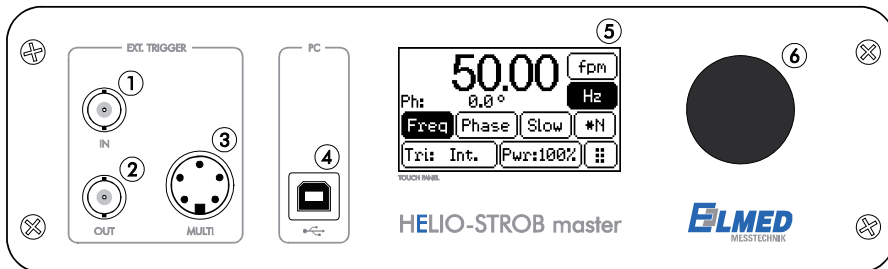 EXT. TRIGGER
1
IN
2
OUT
3
MULTI
PC
4
5
50.00
fpm
Hz
Ph: 0.0°
Freq Phase Slow *N
Tri: Int. Pwr:100%
TOUCH PANEL
HELIO-STROB master
6
ELMED
MESSTECHNIK